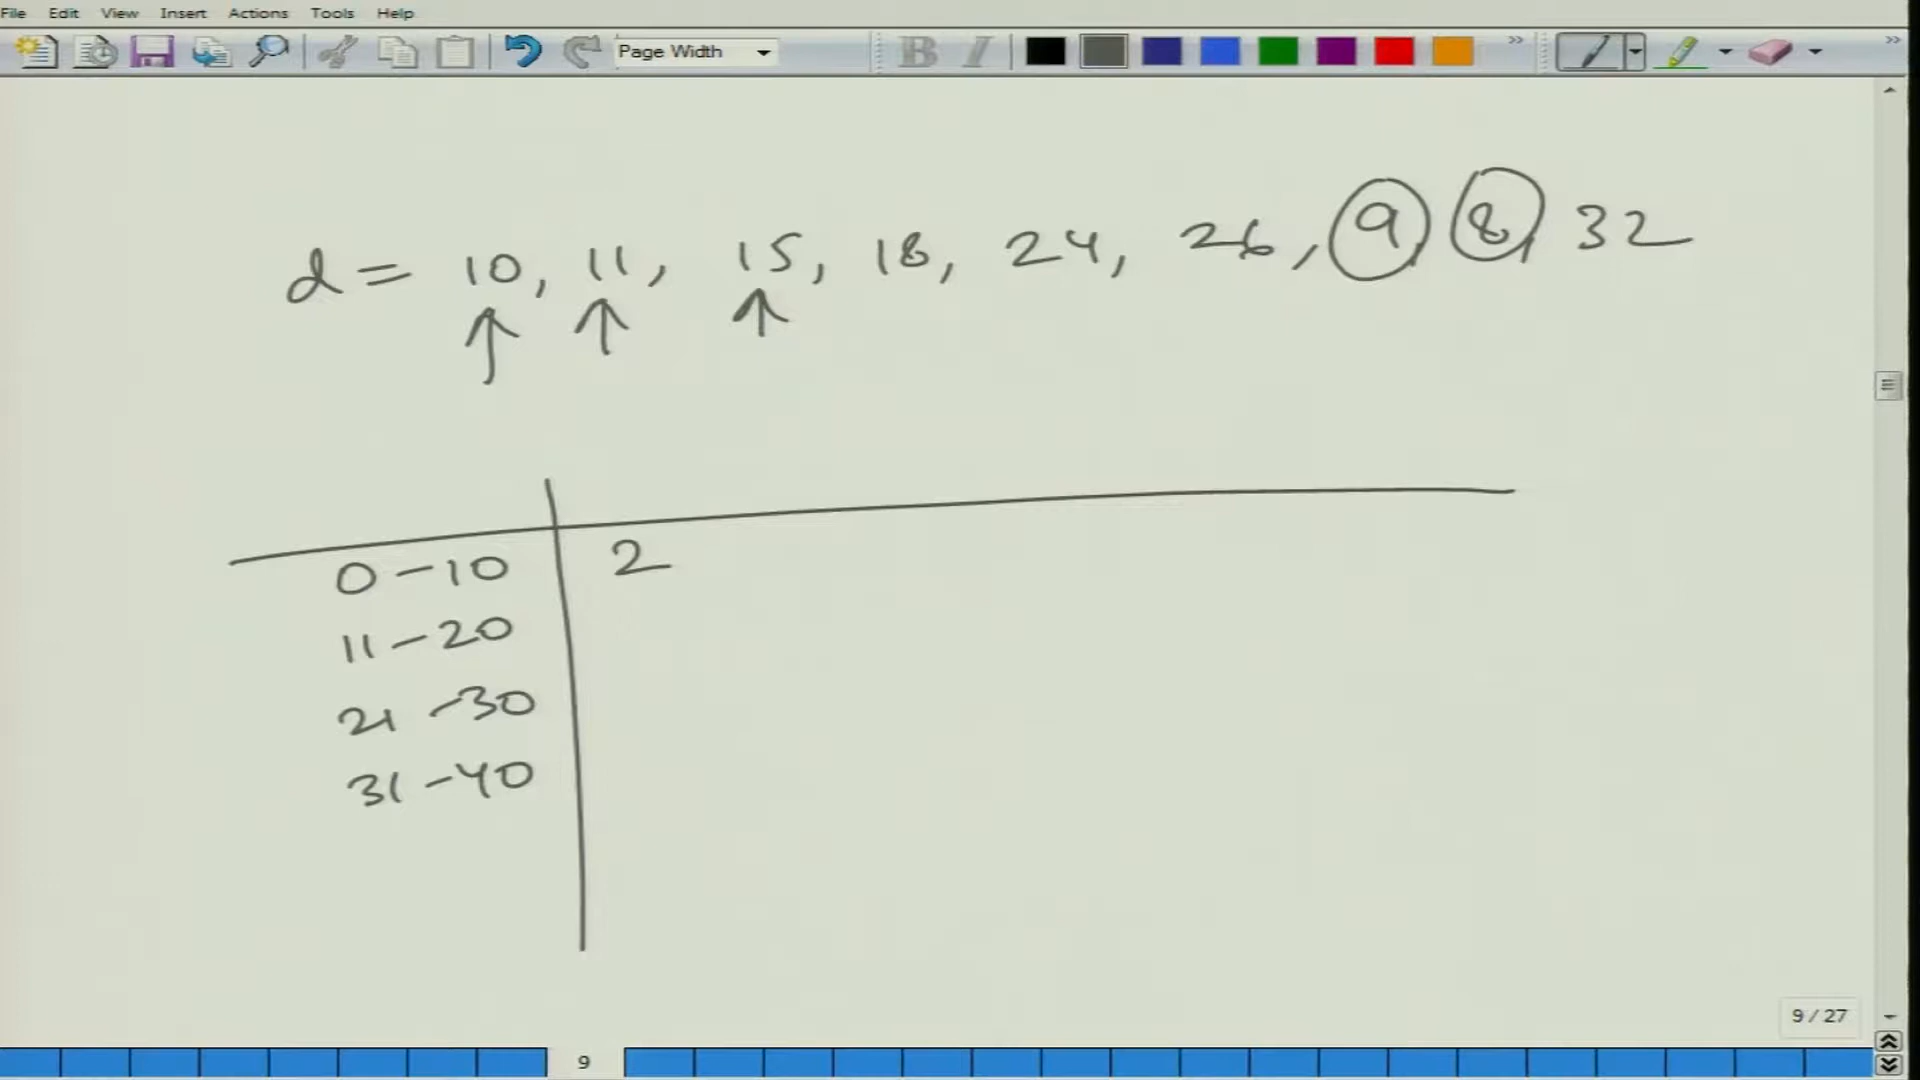 File Edit View Insert Actions Tools Help
Page Width B I
d = 10, 11, 15, 18, 24, 26, 9, 8, 32
0-10 2
11-20
21-30
31-40
9/27
9